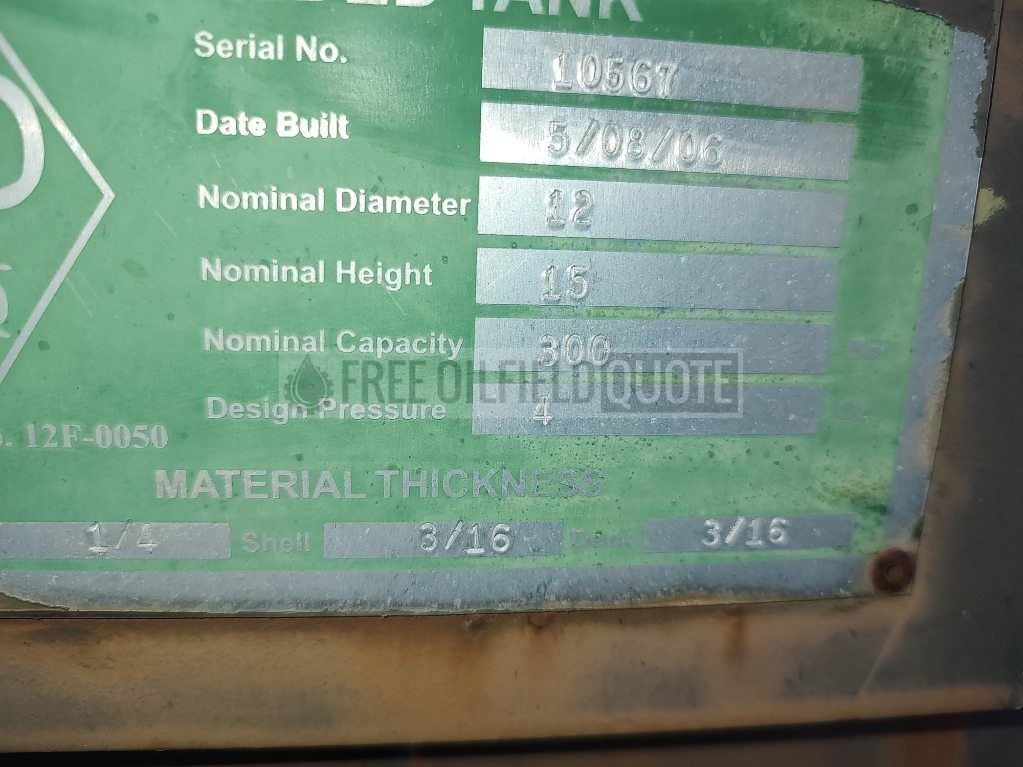 TANK
Serial No. 10567
Date Built 5/08/06
Nominal Diameter 12
Nominal Height 15
Nominal Capacity 300
FREE OILFIELD QUOTE
Design Pressure 4
12F-0050
MATERIAL THICKNESS
1/4 Shell 3/16 Deck 3/16